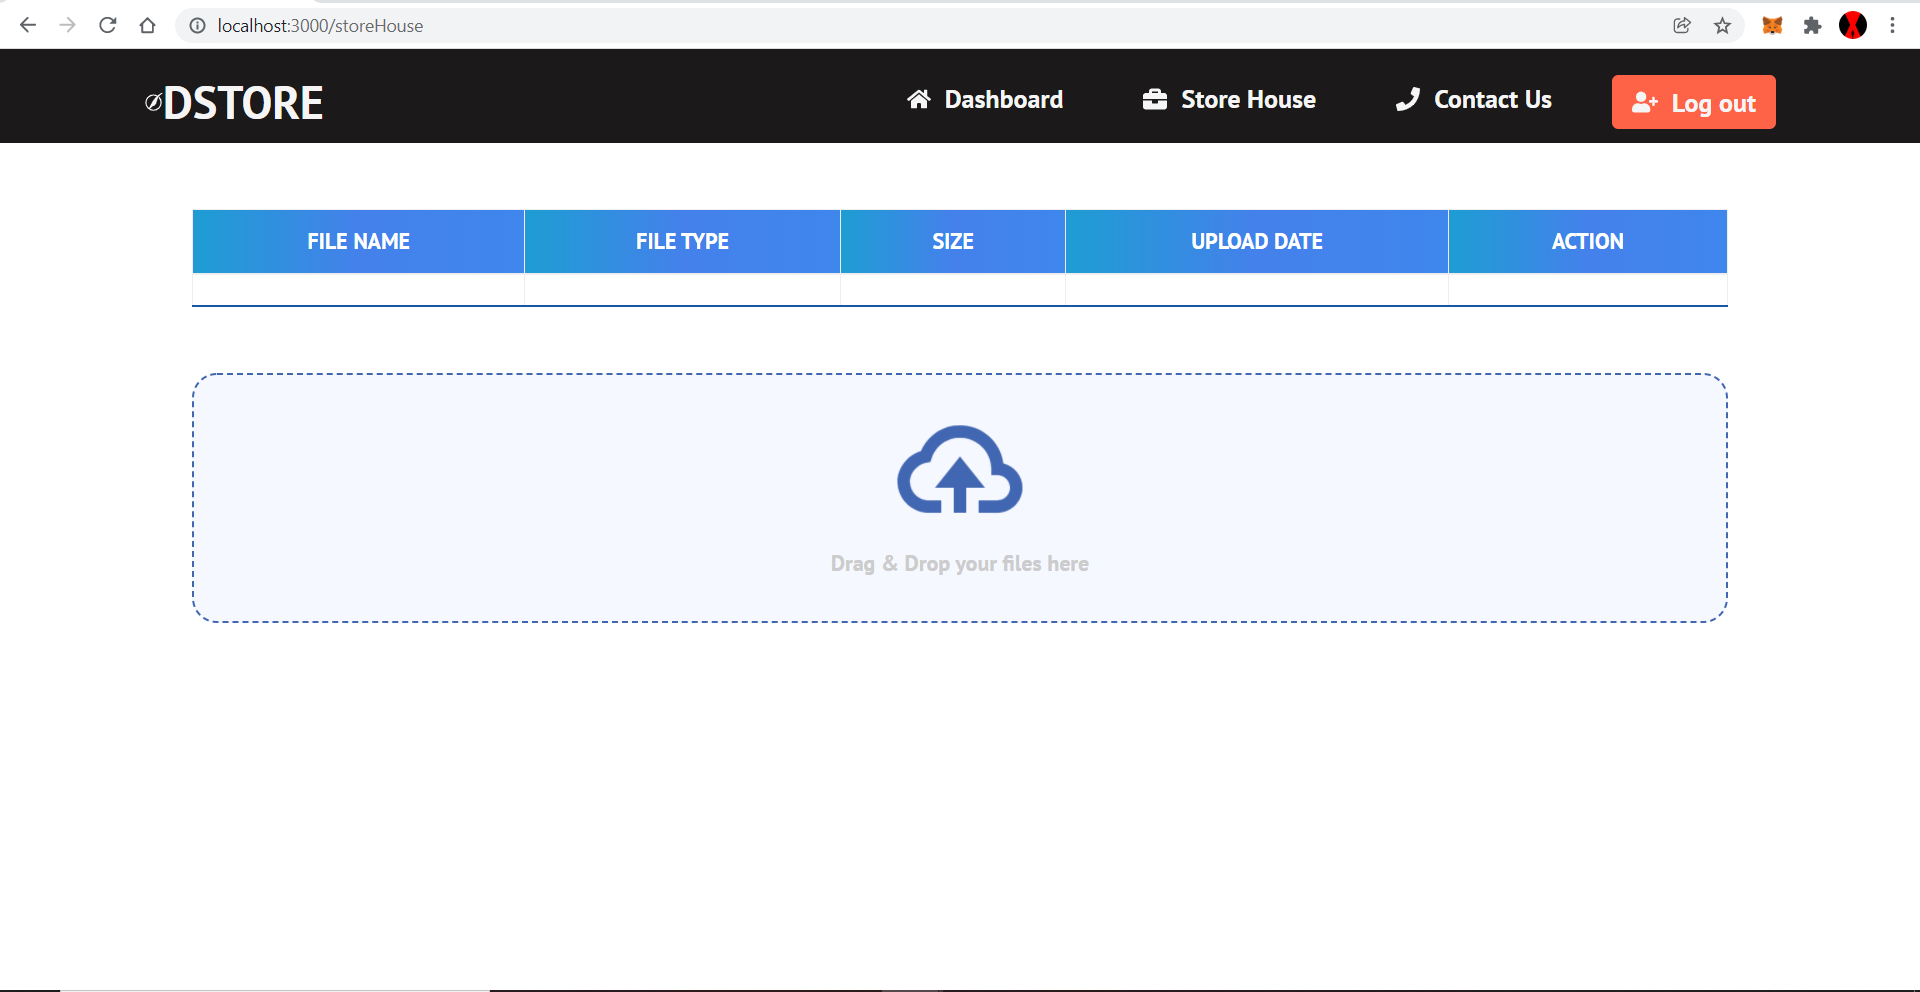 localhost:3000/storeHouse
DSTORE
Dashboard
Store House
Contact Us
Log out
FILE NAME
FILE TYPE
SIZE
UPLOAD DATE
ACTION
Drag & Drop your files here